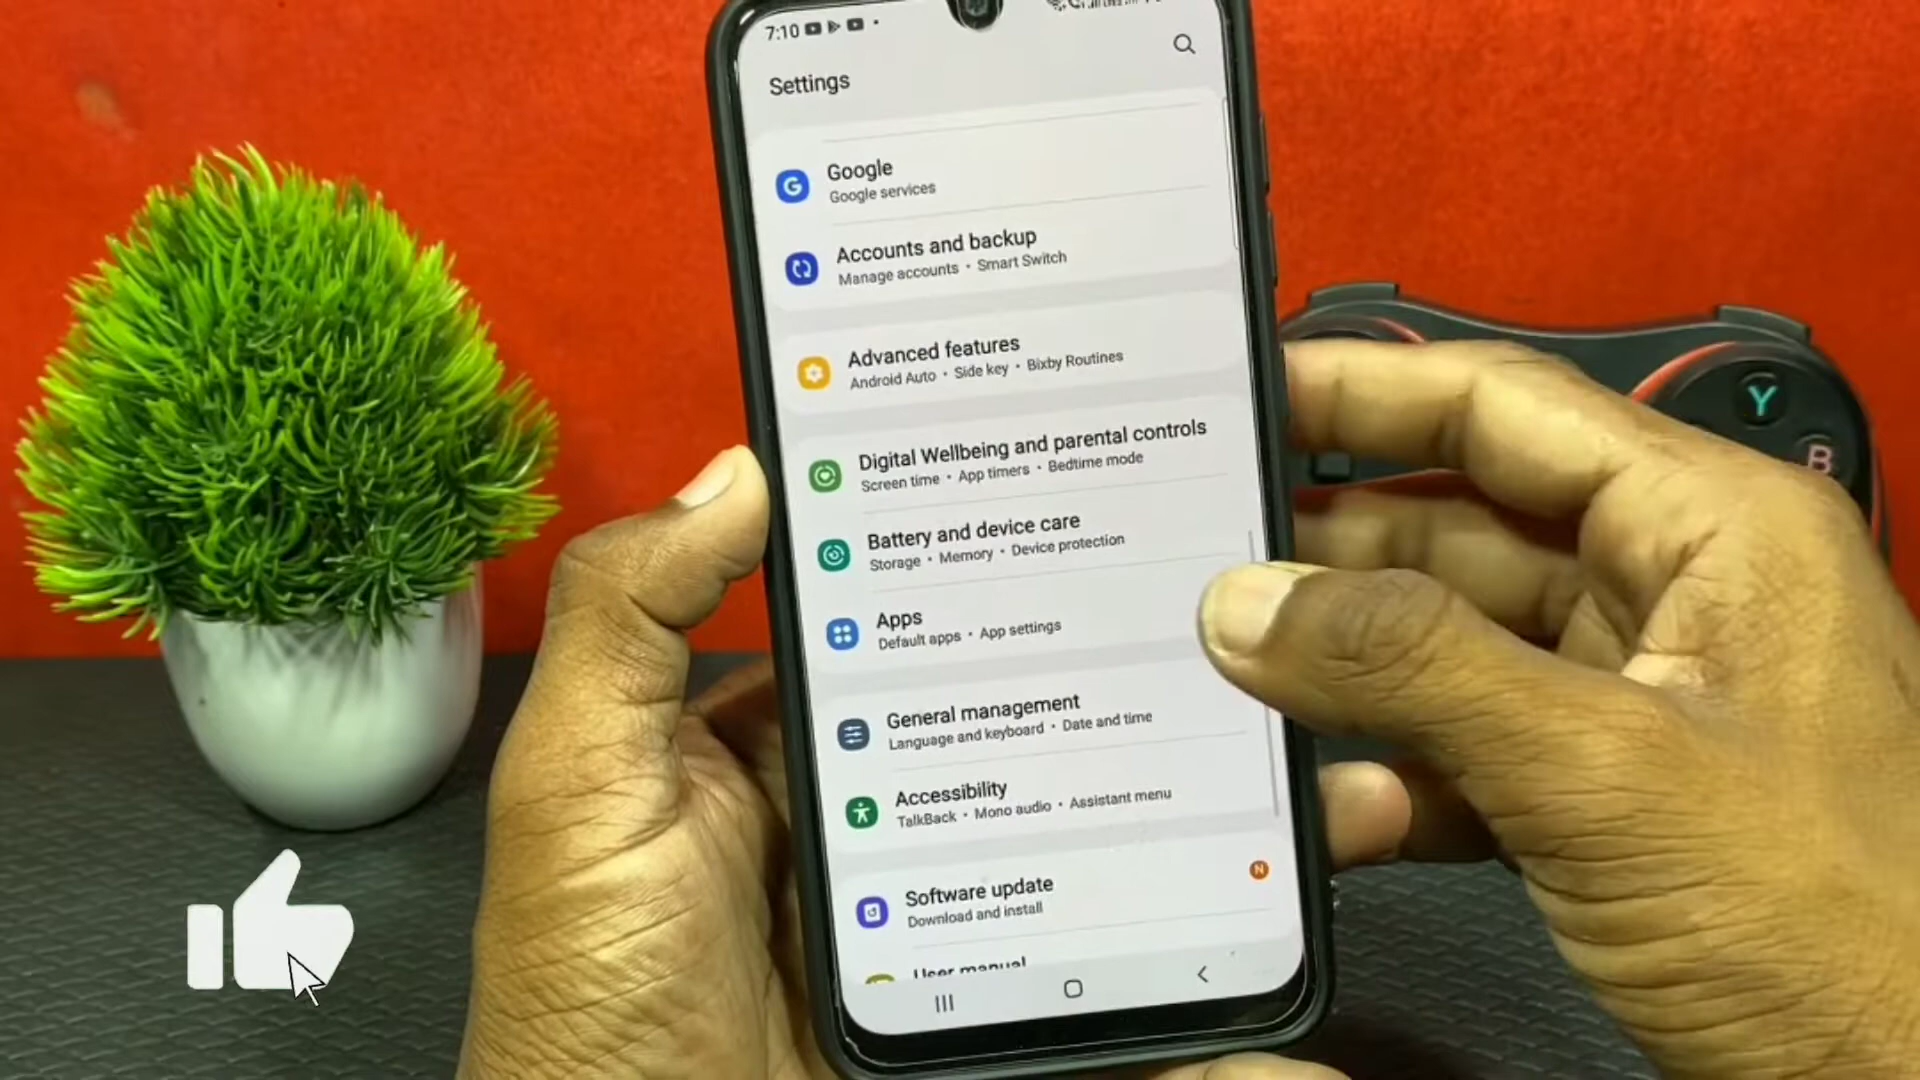 7:10
Settings
Google
Google services
Accounts and backup
Manage accounts • Smart Switch
Advanced features
Android Auto • Side key • Bixby Routines
Digital Wellbeing and parental controls
Screen time • App timers • Bedtime mode
Battery and device care
Storage • Memory • Device protection
Apps
Default apps • App settings
General management
Language and keyboard • Date and time
Accessibility
TalkBack • Mono audio • Assistant menu
Software update
N
Download and install
User manual
Y
B